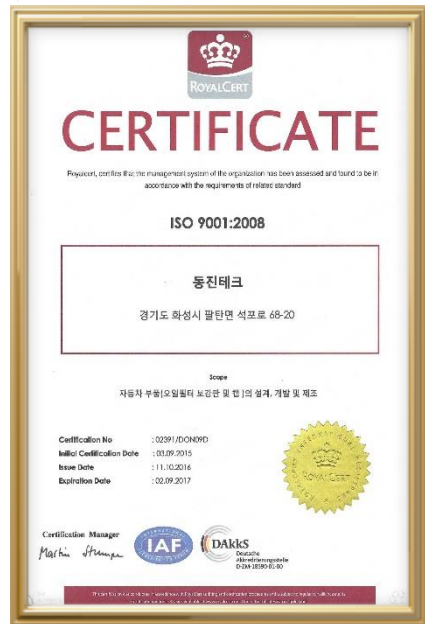 ROYALCERT
CERTIFICATE
Royalcert, certifies that the management system of the organization has been assessed and found to be in
accordance with the requirements of related standard
ISO 9001:2008
동진테크
경기도 화성시 팔탄면 석포로 68-20
Scope
자동차 부품(오일필터 보강판 및 캡)의 설계, 개발 및 제조
Certification No : 02391/DON09D
Initial Certification Date : 03.09.2015
Issue Date : 11.10.2016
Expiration Date : 02.09.2017
ROYALCERT
Certification Manager
INTERNATIONAL
IAF
DAkkS
Deutsche
Akkreditierungsstelle
D-ZM-18590-01-00